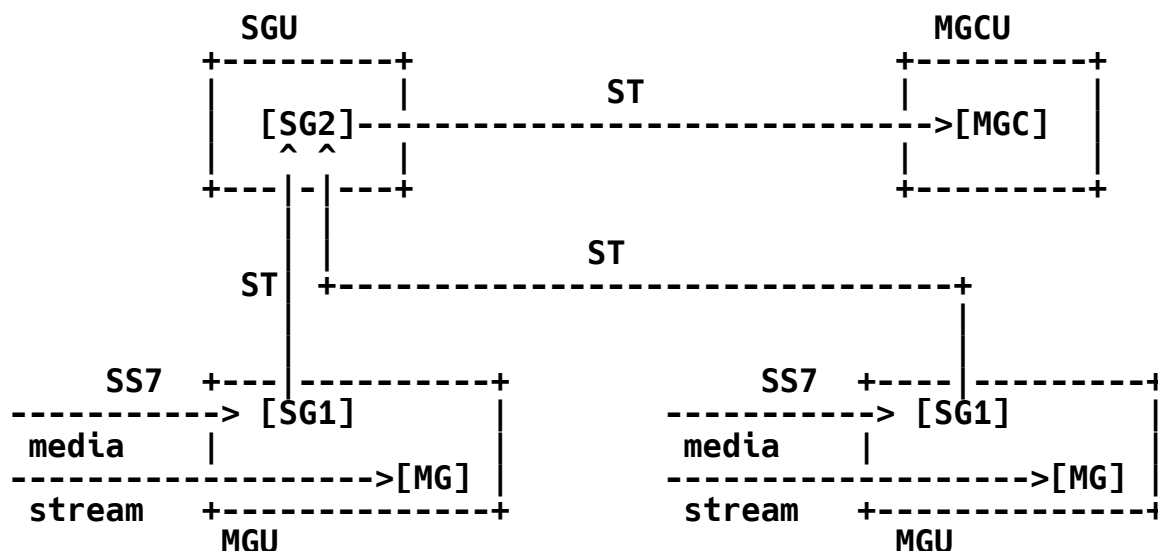 SGU MGCU
ST
[SG2] [MGC]
ST
ST
SS7 SS7
[SG1] [SG1]
media media
[MG] [MG]
stream stream
MGU MGU